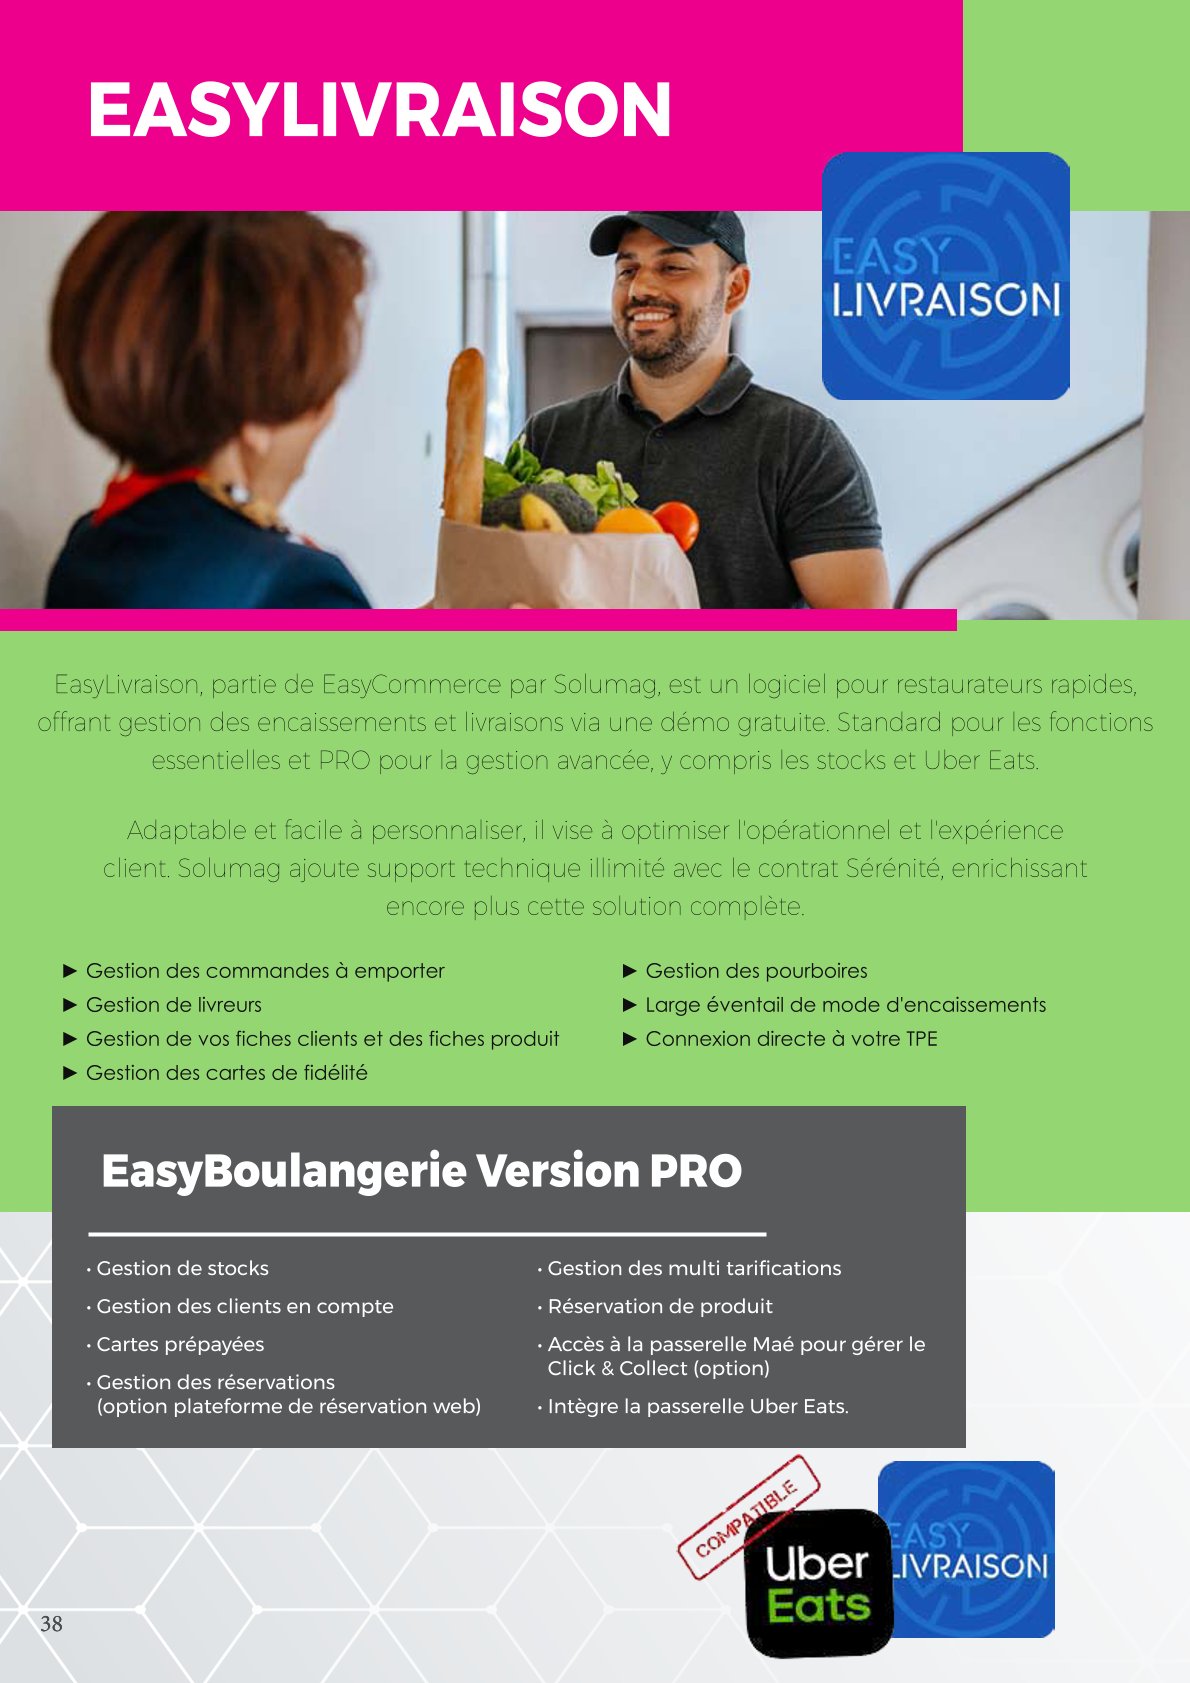 EASYLIVRAISON
EASY
LIVRAISON
EasyLivraison, partie de EasyCommerce par Solumag, est un logiciel pour restaurateurs rapides,
offrant gestion des encaissements et livraisons via une démo gratuite. Standard pour les fonctions
essentielles et PRO pour la gestion avancée, y compris les stocks et Uber Eats.
Adaptable et facile à personnaliser, il vise à optimiser l'opérationnel et l'expérience
client. Solumag ajoute support technique illimité avec le contrat Sérénité, enrichissant
encore plus cette solution complète.
► Gestion des commandes à emporter
► Gestion de livreurs
► Gestion de vos fiches clients et des fiches produit
► Gestion des cartes de fidélité
► Gestion des pourboires
► Large éventail de mode d'encaissements
► Connexion directe à votre TPE
EasyBoulangerie Version PRO
• Gestion de stocks
• Gestion des clients en compte
• Cartes prépayées
• Gestion des réservations
(option plateforme de réservation web)
• Gestion des multi tarifications
• Réservation de produit
• Accès à la passerelle Maé pour gérer le
Click & Collect (option)
• Intègre la passerelle Uber Eats.
COMPATIBLE
Uber
Eats
EASY
LIVRAISON
38